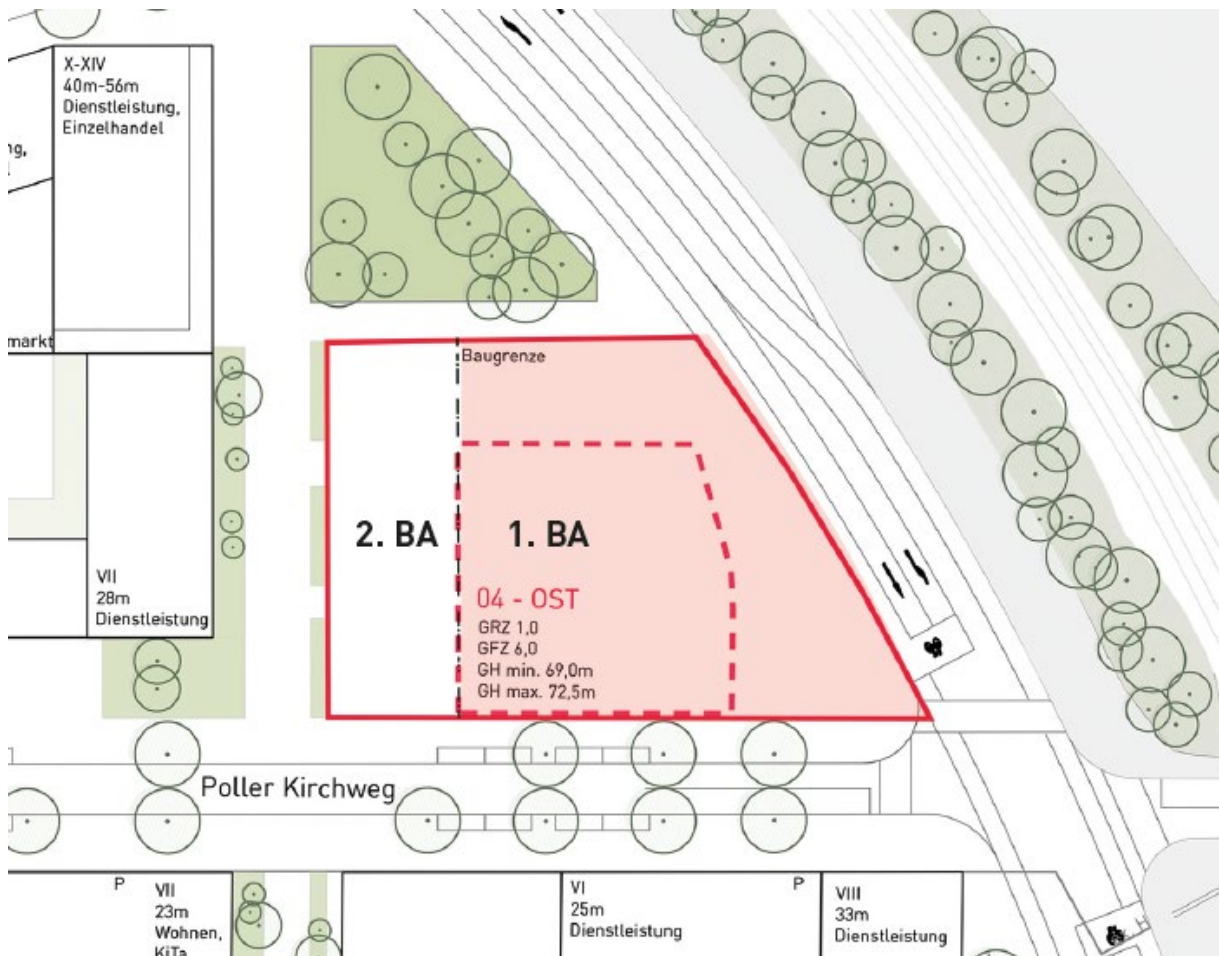 X-XIV
40m-56m
Dienstleistung,
Einzelhandel
markt
Baugrenze
2. BA
1. BA
04 - OST
GRZ 1,0
GFZ 6,0
GH min. 69,0m
GH max. 72,5m
VII
28m
Dienstleistung
Poller Kirchweg
P
VII
23m
Wohnen,
KiTa
VI
25m
Dienstleistung
P
VIII
33m
Dienstleistung